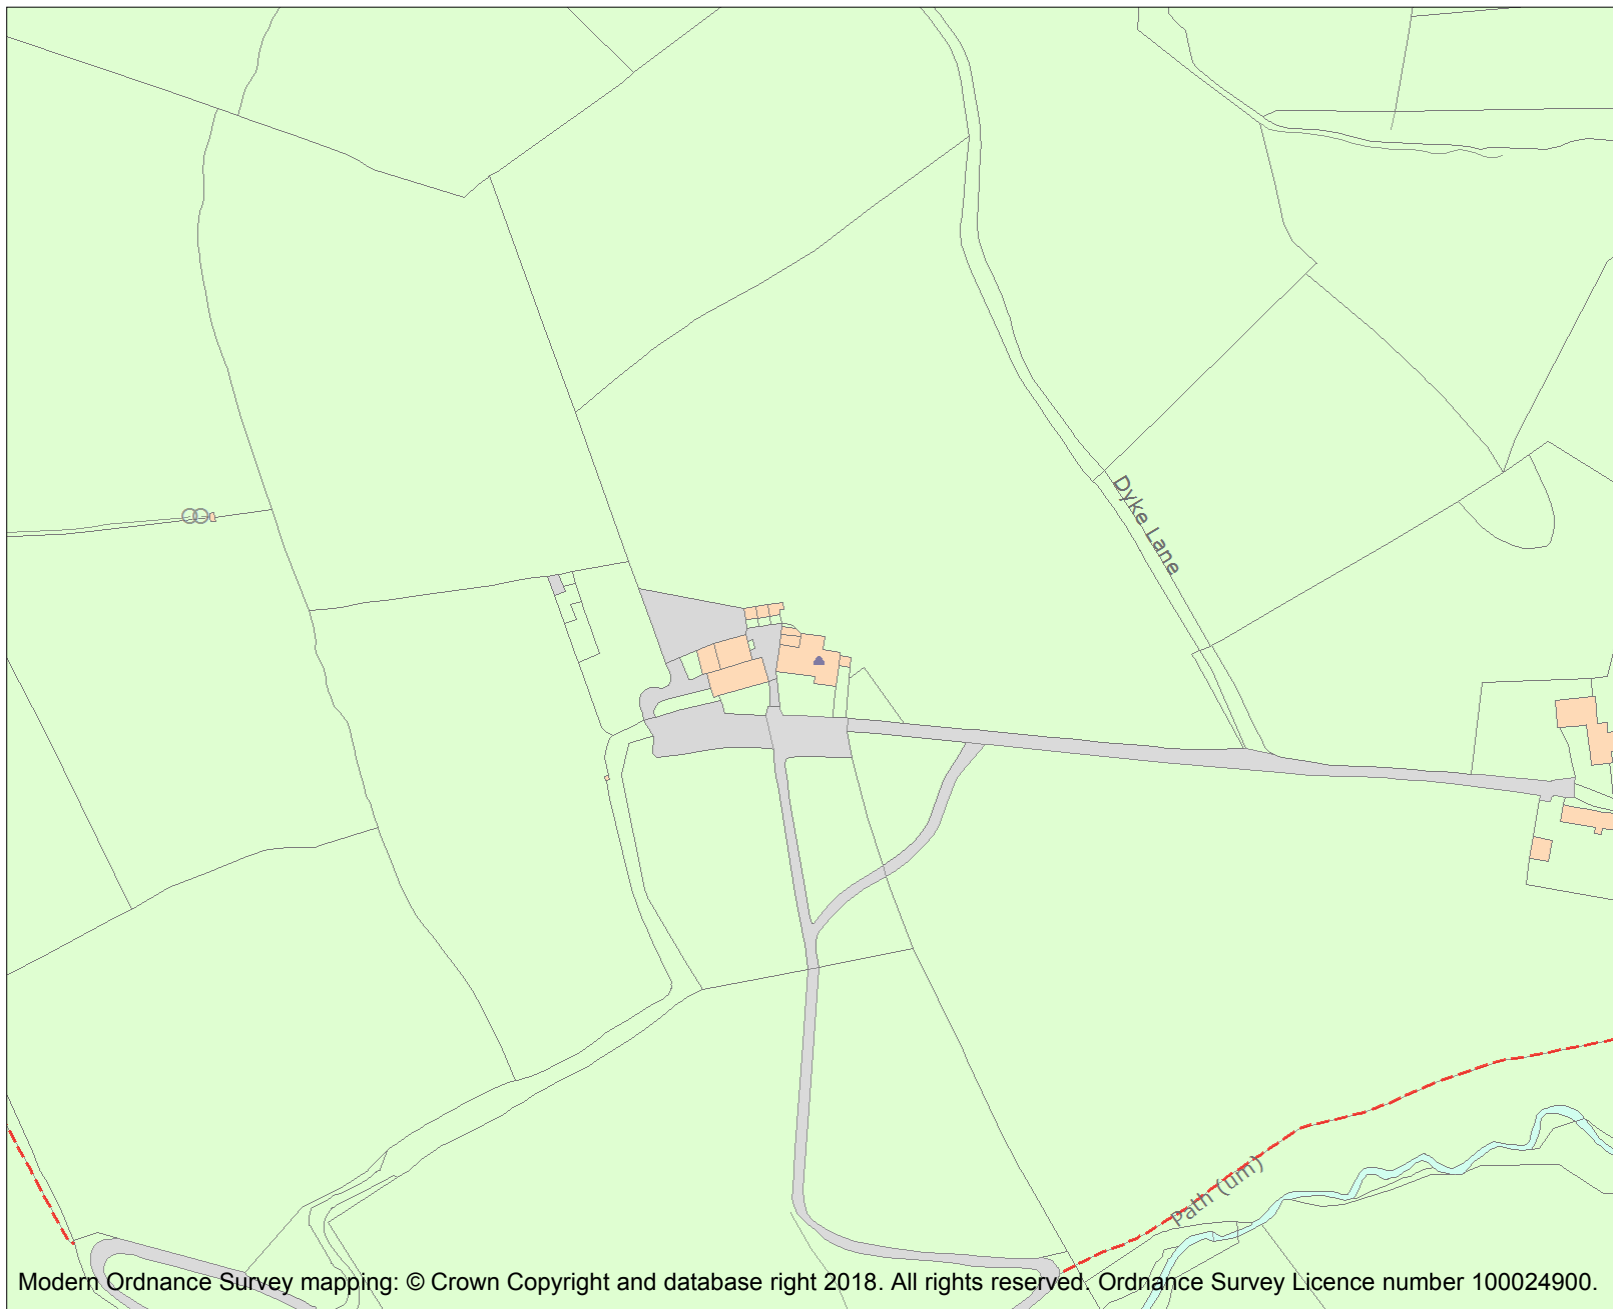 Dyke Lane
Path (um)
Modern Ordnance Survey mapping: © Crown Copyright and database right 2018. All rights reserved. Ordnance Survey Licence number 100024900.